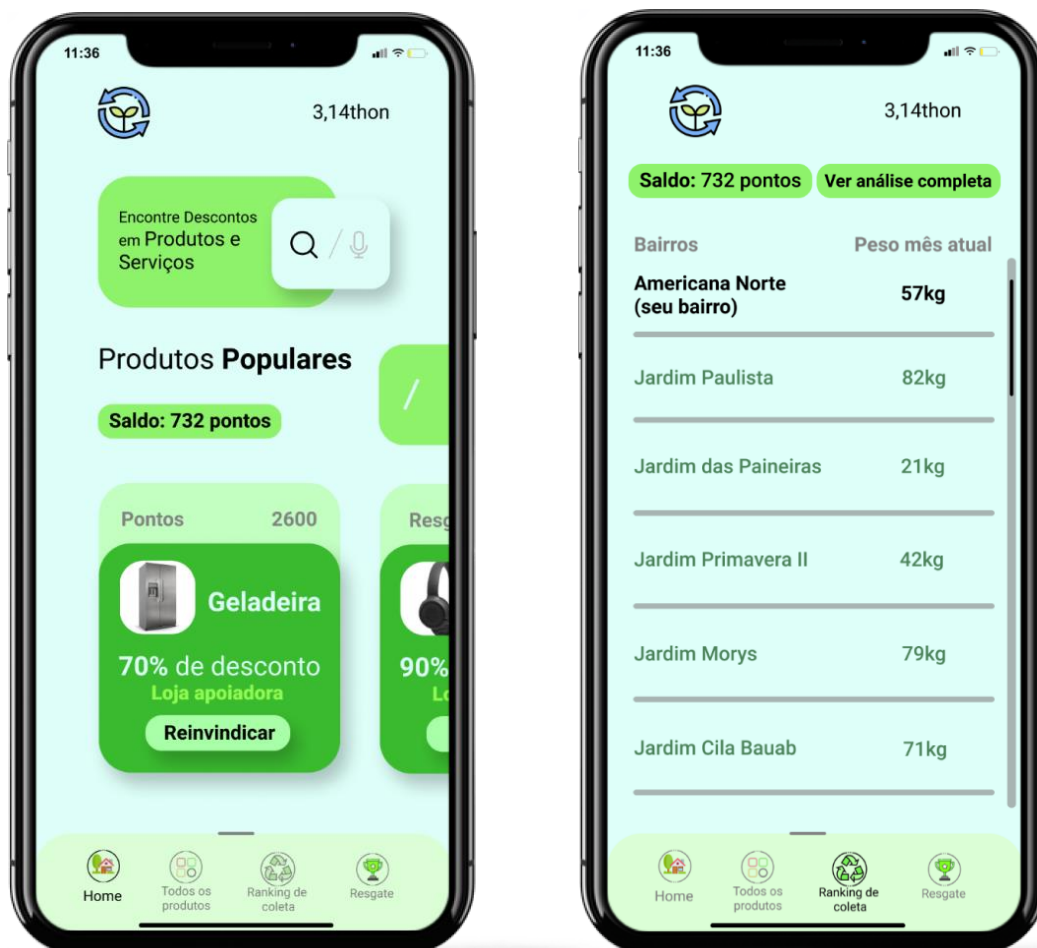 11:36
3,14thon
Encontre Descontos
em Produtos e
Serviços
/
Produtos Populares
/
Saldo: 732 pontos
Pontos 2600
Resg
Geladeira
70% de desconto
Loja apoiadora
Reinvindicar
90%
Lo
Home
Todos os
produtos
Ranking de
coleta
Resgate
11:36
3,14thon
Saldo: 732 pontos
Ver análise completa
Bairros Peso mês atual
Americana Norte
(seu bairro)
57kg
Jardim Paulista 82kg
Jardim das Paineiras 21kg
Jardim Primavera II 42kg
Jardim Morys 79kg
Jardim Cila Bauab 71kg
Home
Todos os
produtos
Ranking de
coleta
Resgate